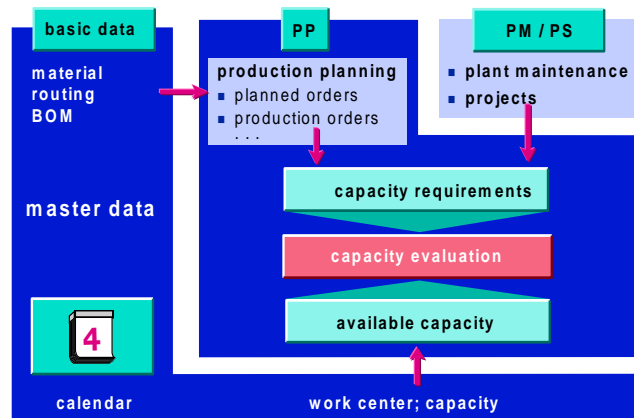 basic data
PP
PM / PS
material
routing
BOM
production planning
planned orders
production orders
. . .
plant maintenance
projects
master data
capacity requirements
capacity evaluation
available capacity
4
calendar
work center; capacity